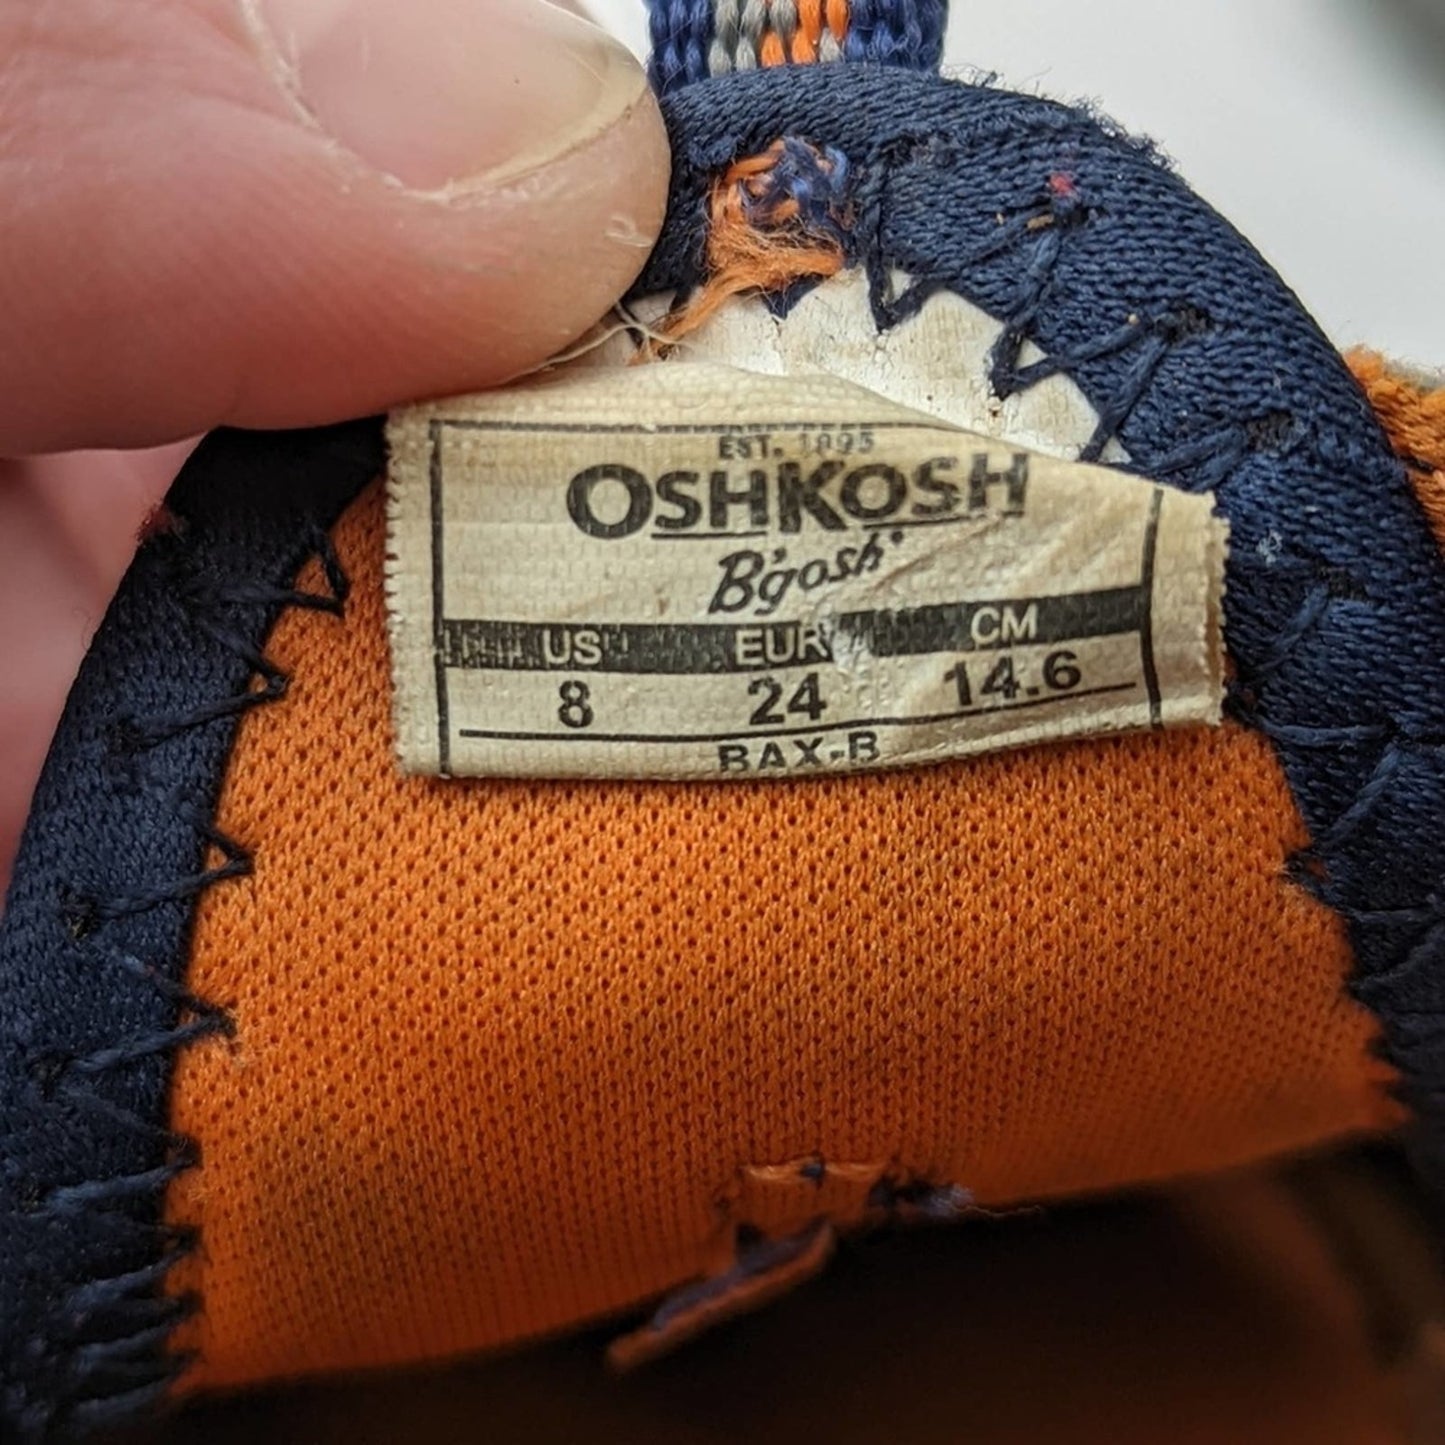 EST. 1895
OSHKOSH
B'gosh
US EUR CM
8 24 14.6
BAX-B